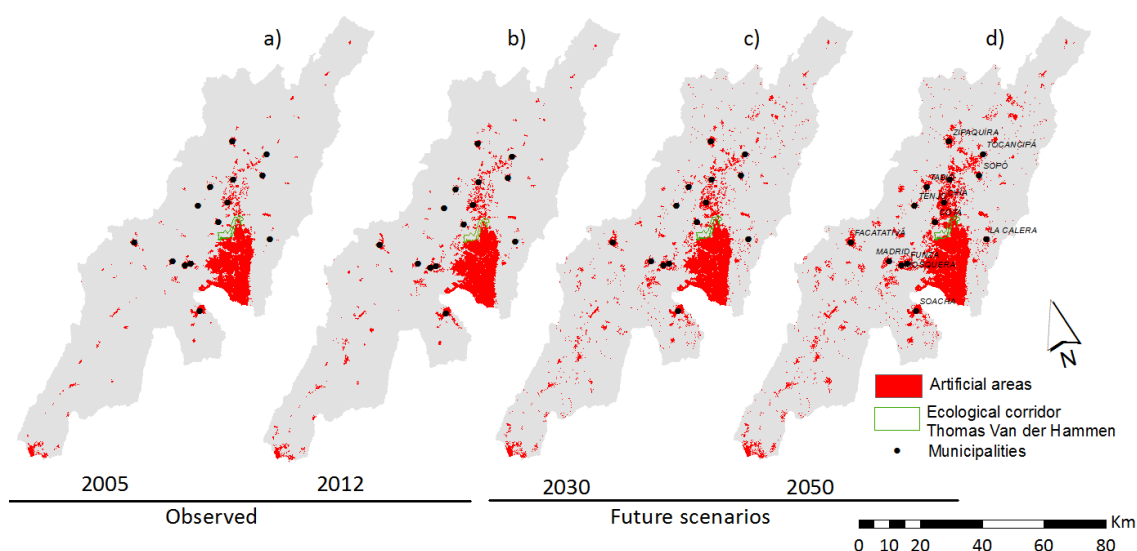 a)
b)
c)
d)
ZIPAQUIRA
TOCANCIPÁ
SOPÓ
LA CALERA
FACATATIVÁ
MADRID
FUNZA
SOACHA
N
Artificial areas
Ecological corridor
Thomas Van der Hammen
Municipalities
2005
2012
2030
2050
Observed
Future scenarios
Km
0 5 10 20 40 60 80